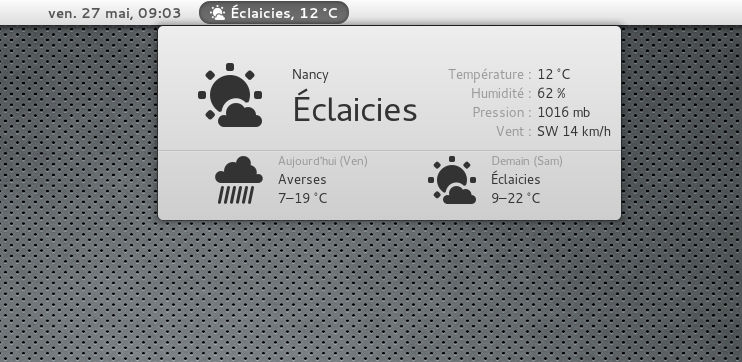 ven. 27 mai, 09:03
Éclaicies, 12 °C
Nancy
Éclaicies
Température : 12 °C
Humidité : 62 %
Pression : 1016 mb
Vent : SW 14 km/h
Aujourd'hui (Ven)
Averses
7–19 °C
Demain (Sam)
Éclaicies
9–22 °C